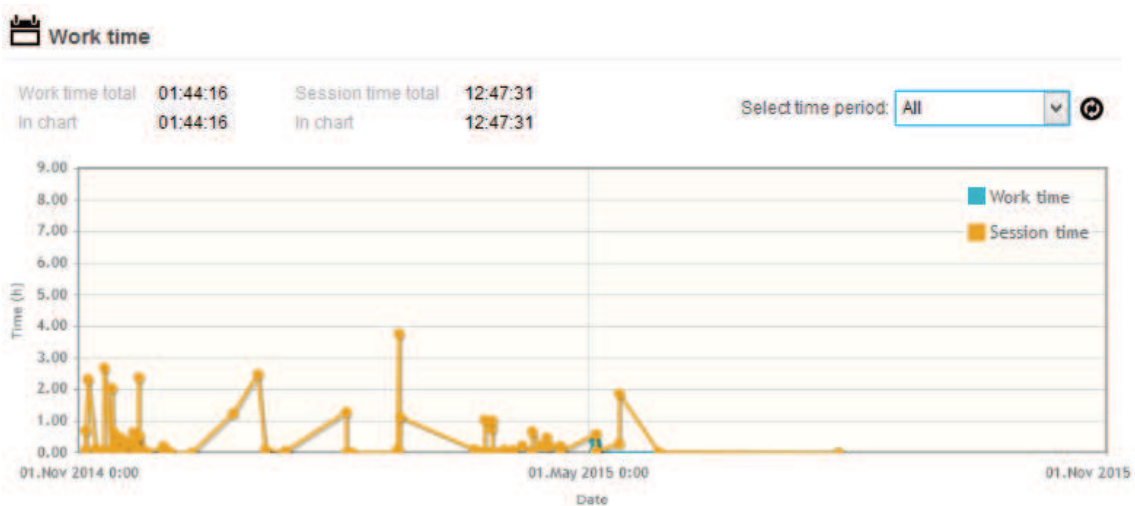 Work time
Work time total 01:44:16 Session time total 12:47:31
In chart 01:44:16 In chart 12:47:31
Select time period: All
9.00
8.00
7.00
6.00
5.00
4.00
3.00
2.00
1.00
0.00
Time (h)
Work time
Session time
01.Nov 2014 0:00 01.May 2015 0:00 01.Nov 2015
Date